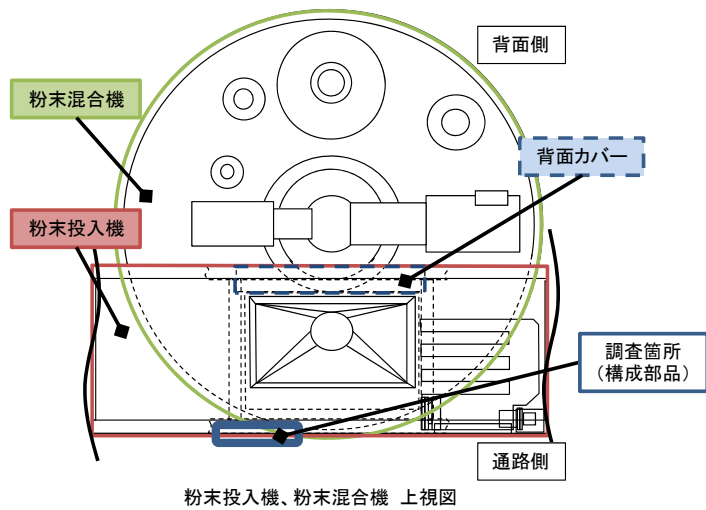 背面側
粉末混合機
背面カバー
粉末投入機
調査箇所
（構成部品）
通路側
粉末投入機、粉末混合機 上視図